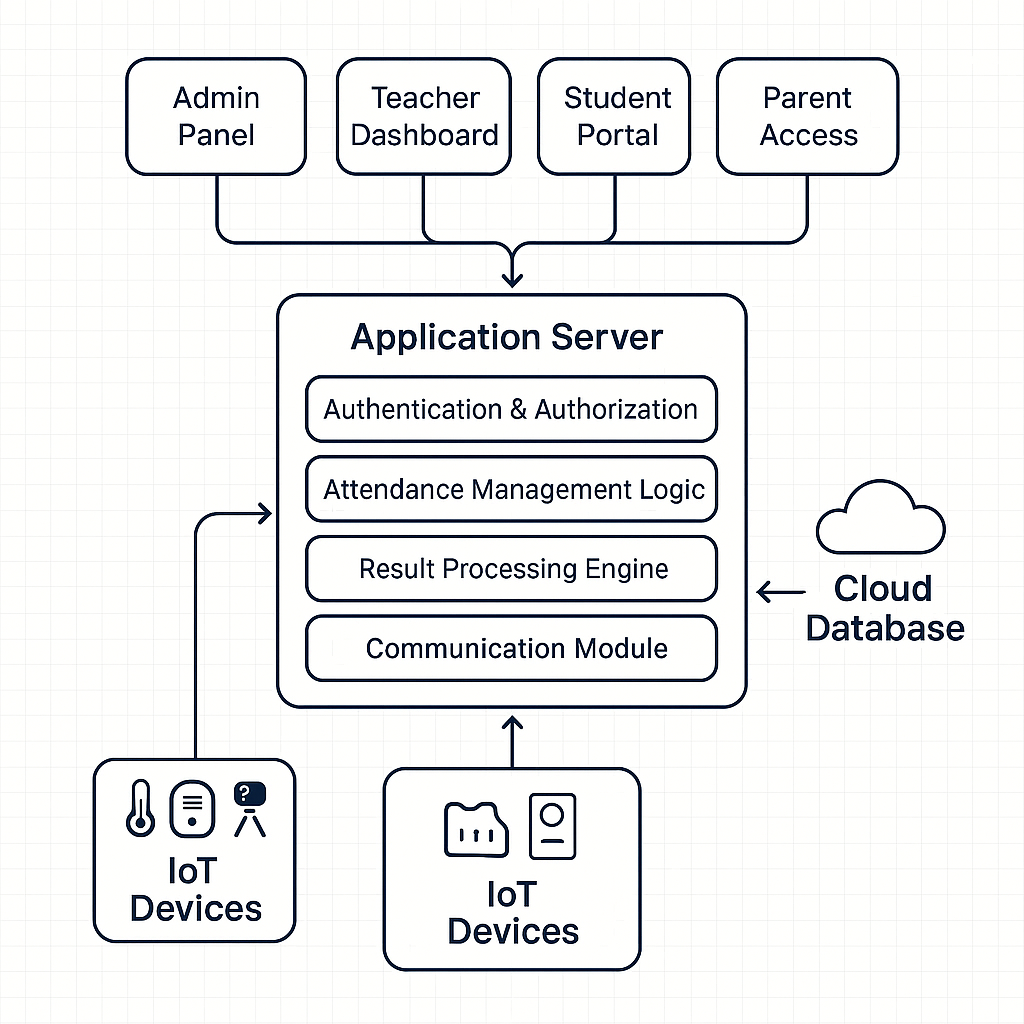 Admin
Panel
Teacher
Dashboard
Student
Portal
Parent
Access
Application Server
Authentication & Authorization
Attendance Management Logic
Result Processing Engine
Communication Module
Cloud
Database
?
IoT
Devices
IoT
Devices